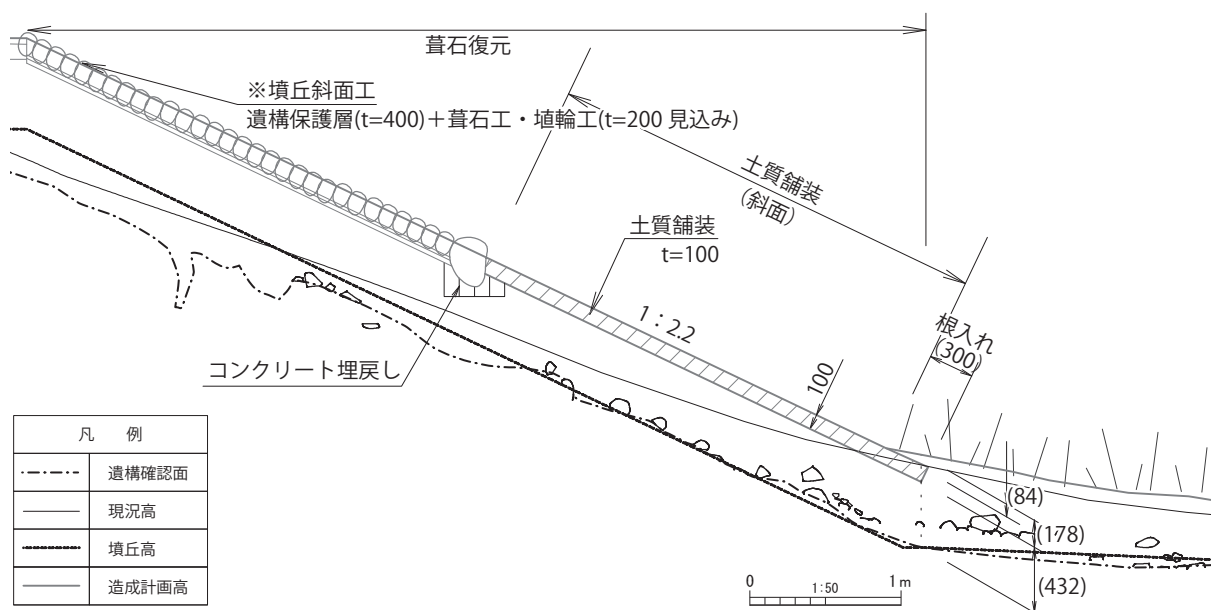 葺石復元
※墳丘斜面工
遺構保護層(t=400)＋葺石工・埴輪工(t=200 見込み)
土質舗装
(斜面)
土質舗装
t=100
1：2.2
根入れ
(300)
100
コンクリート埋戻し
(84)
(178)
(432)
凡　例
遺構確認面
現況高
墳丘高
造成計画高
0 1:50 1m